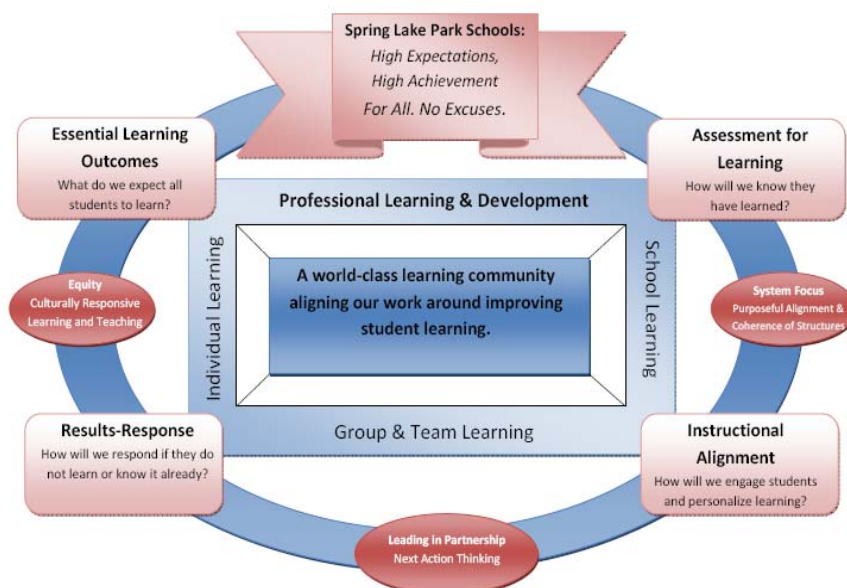 Spring Lake Park Schools:
High Expectations,
High Achievement
For All. No Excuses.
Essential Learning
Outcomes
What do we expect all
students to learn?
Assessment for
Learning
How will we know they
have learned?
Professional Learning & Development
Individual Learning
School Learning
A world-class learning community
aligning our work around improving
student learning.
Equity
Culturally Responsive
Learning and Teaching
System Focus
Purposeful Alignment &
Coherence of Structures
Group & Team Learning
Results-Response
How will we respond if they do
not learn or know it already?
Instructional
Alignment
How will we engage students
and personalize learning?
Leading in Partnership
Next Action Thinking